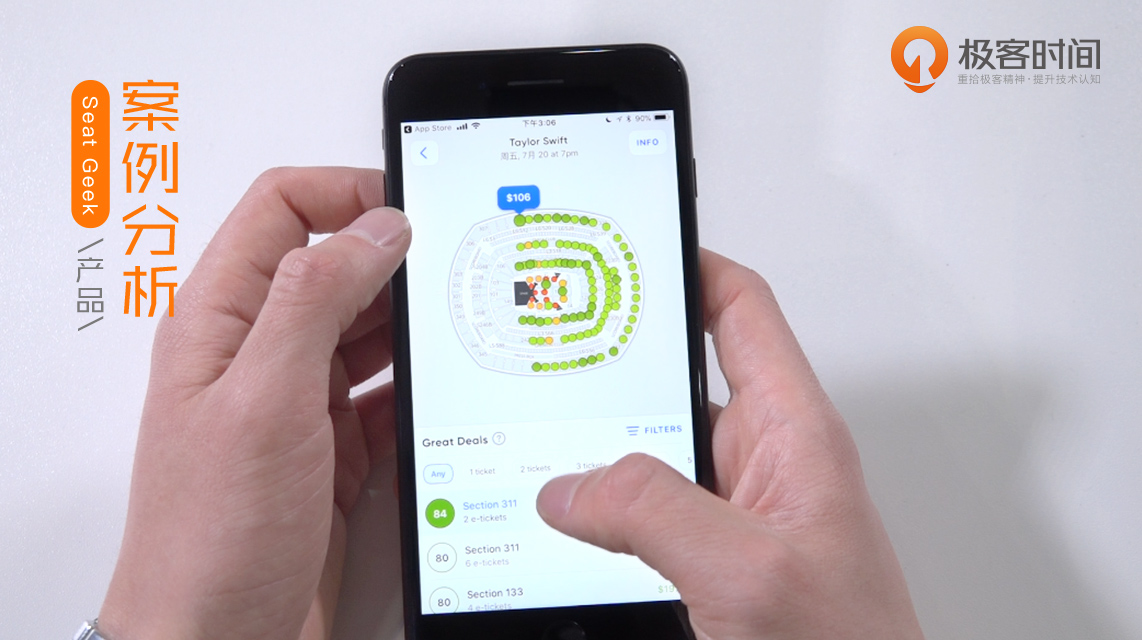 案例分析
Seat Geek
\产品\
极客时间
重拾极客精神·提升技术认知
App Store
下午3:06
90%
Taylor Swift
周五, 7月 20 at 7pm
INFO
$106
Great Deals ?
FILTERS
Any
1 ticket
2 tickets
3 tickets
5
84
Section 311
2 e-tickets
80
Section 311
6 e-tickets
80
Section 133
4 e-tickets